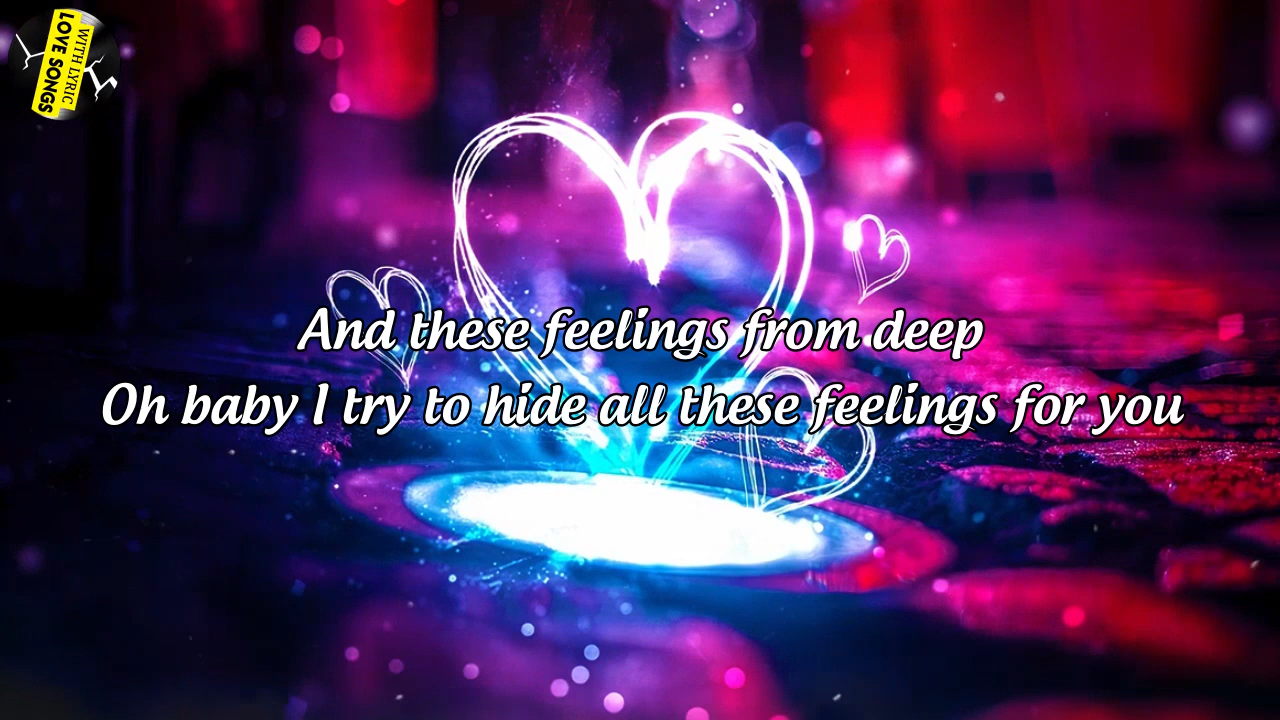 LOVE SONGS
WITH LYRIC
And these feelings from deep
Oh baby I try to hide all these feelings for you